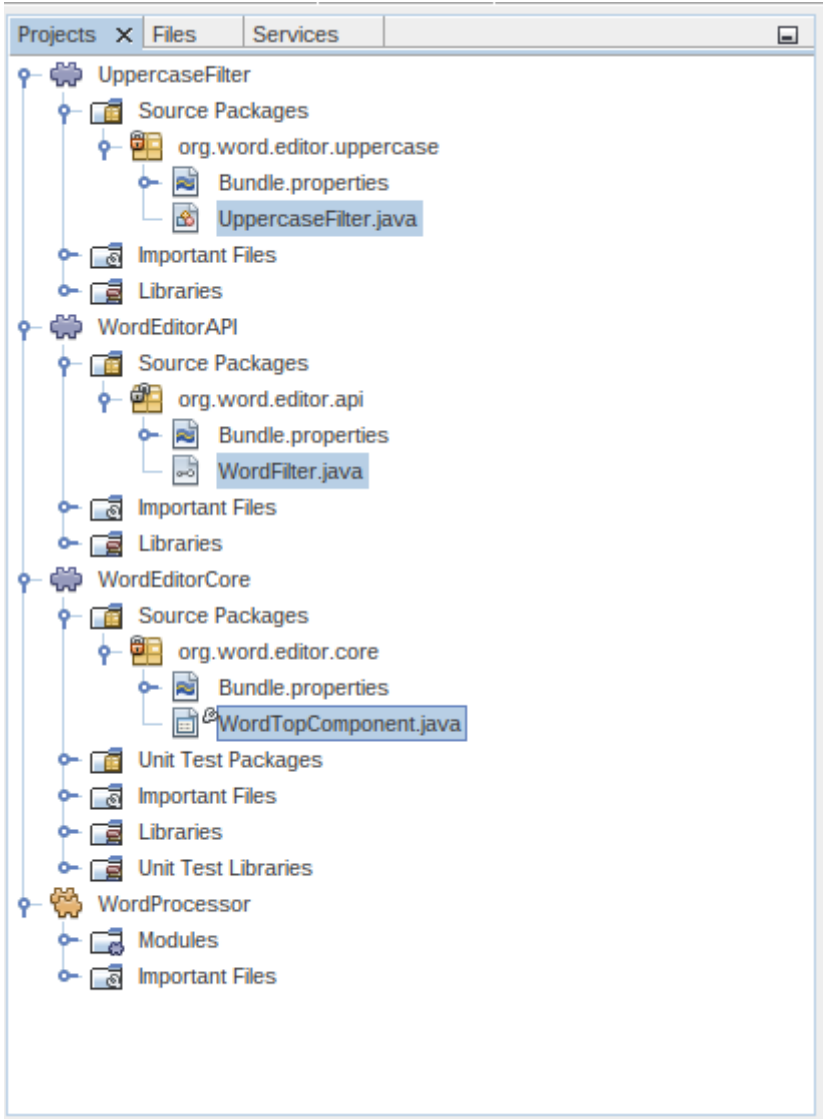 Projects Files Services
UppercaseFilter
Source Packages
org.word.editor.uppercase
Bundle.properties
UppercaseFilter.java
Important Files
Libraries
WordEditorAPI
Source Packages
org.word.editor.api
Bundle.properties
WordFilter.java
Important Files
Libraries
WordEditorCore
Source Packages
org.word.editor.core
Bundle.properties
WordTopComponent.java
Unit Test Packages
Important Files
Libraries
Unit Test Libraries
WordProcessor
Modules
Important Files